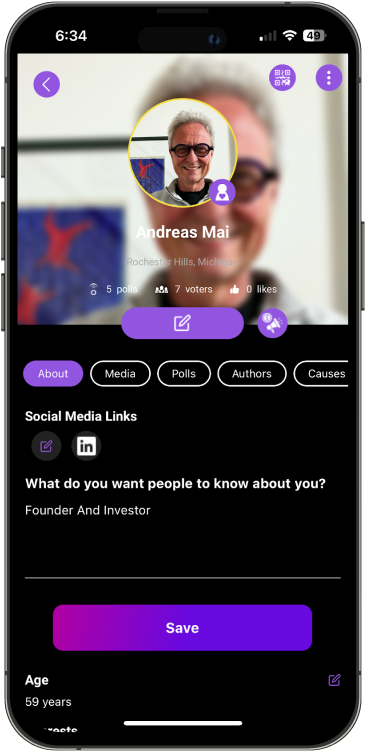 6:34
49
Andreas Mai
Rochester Hills, Michigan
5 polls 7 voters 0 likes
About Media Polls Authors Causes
Social Media Links
in
What do you want people to know about you?
Founder And Investor
Save
Age
59 years